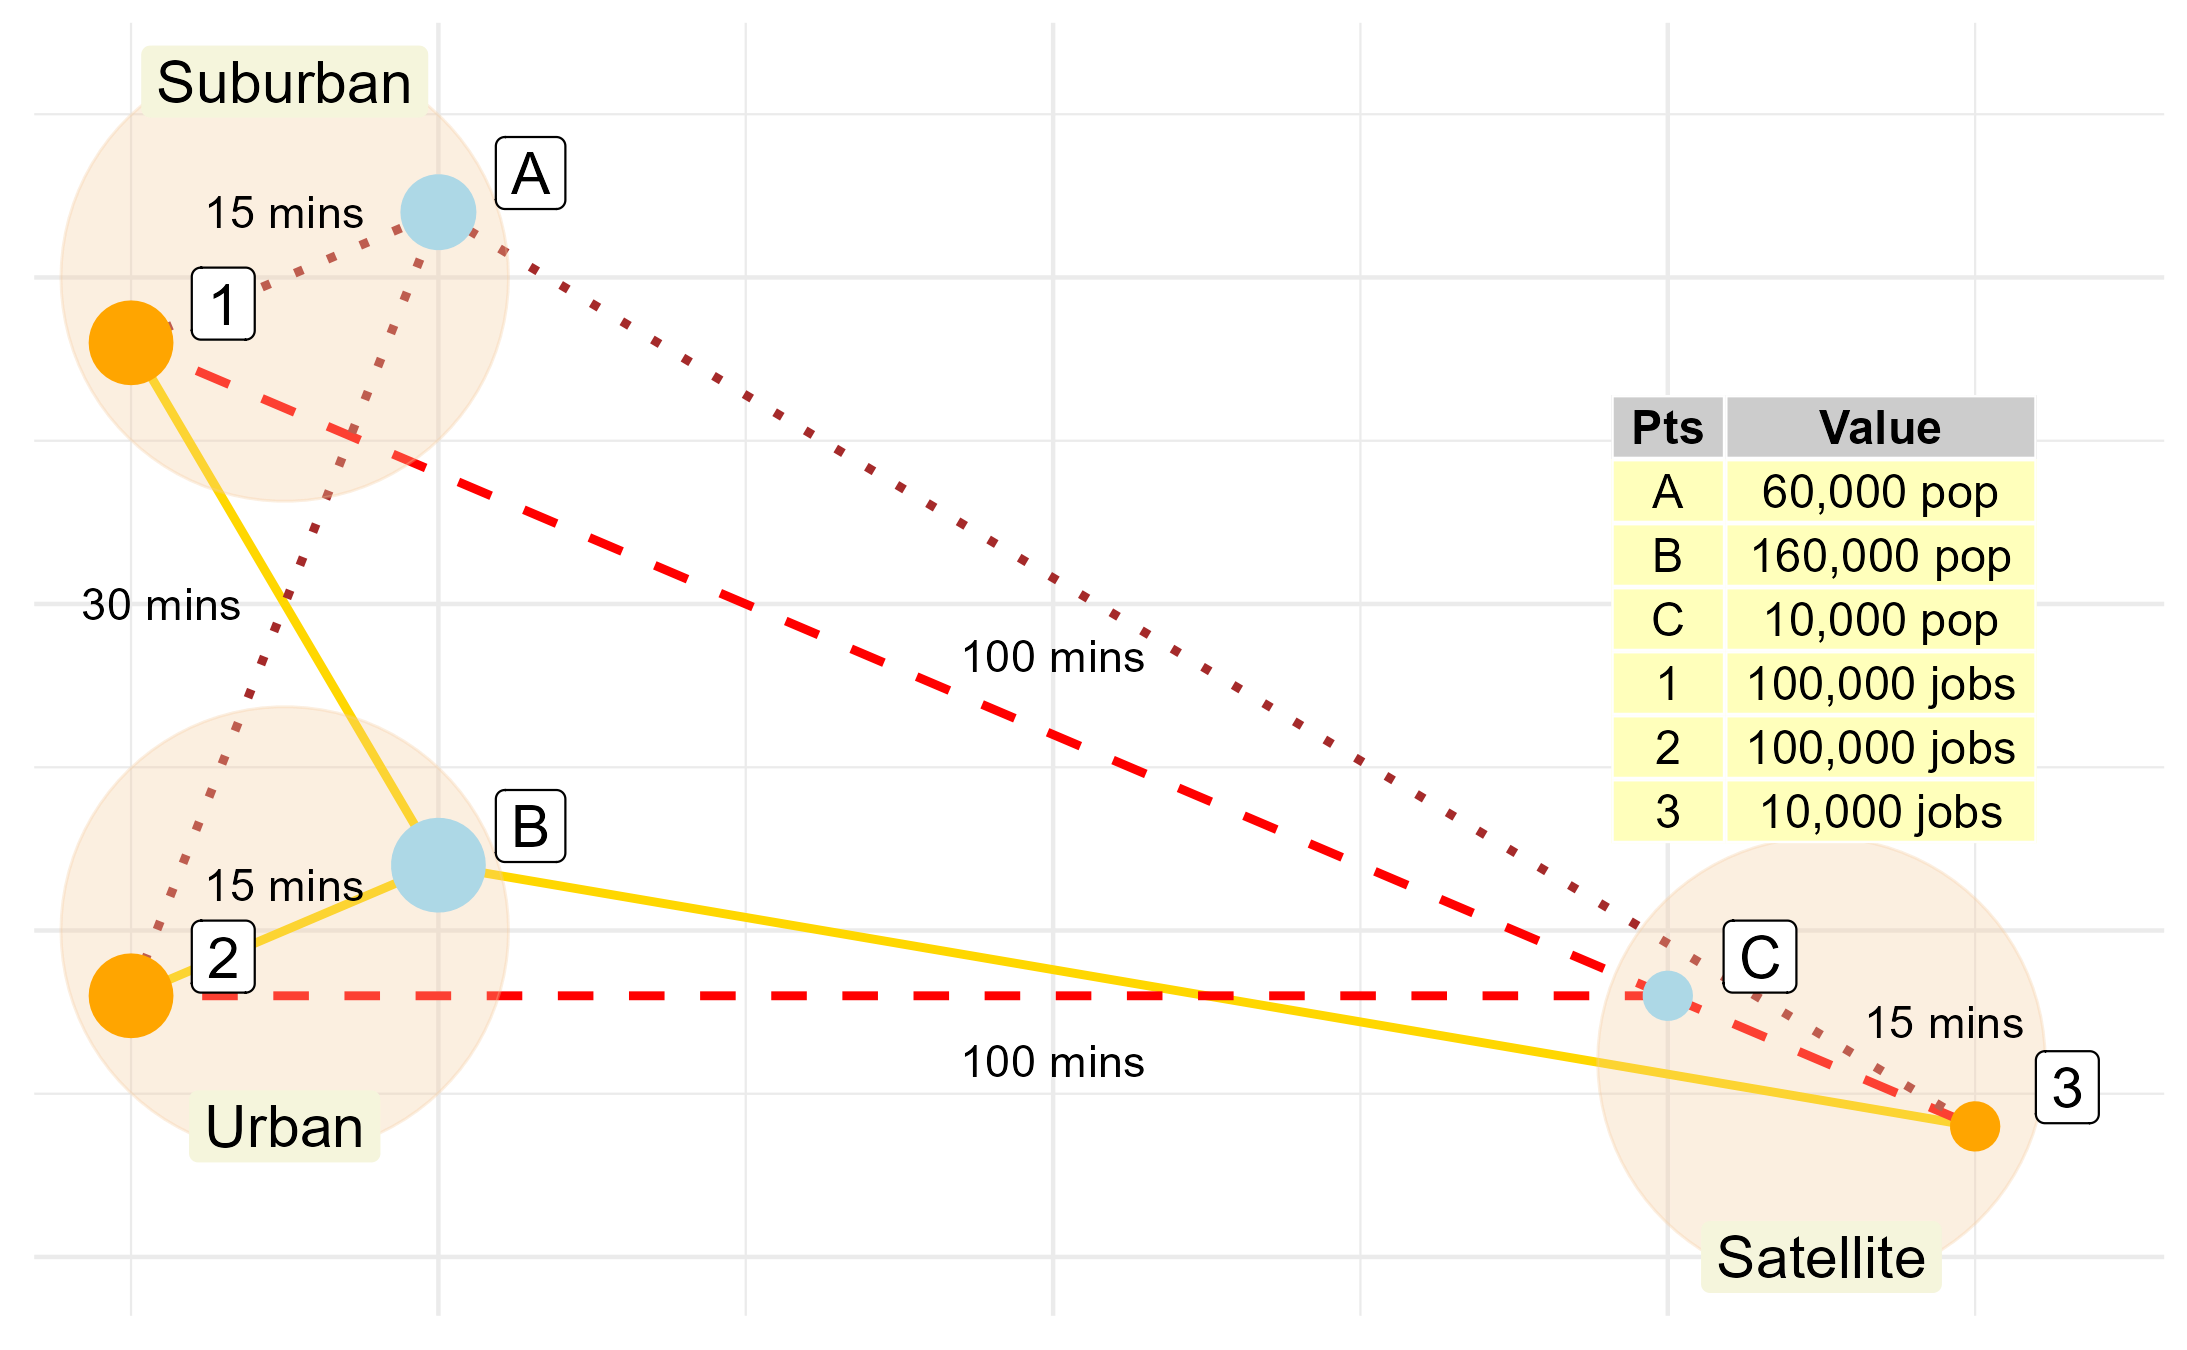 Suburban
A
15 mins
1
Pts Value
A 60,000 pop
B 160,000 pop
C 10,000 pop
1 100,000 jobs
2 100,000 jobs
3 10,000 jobs
30 mins
100 mins
B
15 mins
2
C
15 mins
100 mins
3
Urban
Satellite